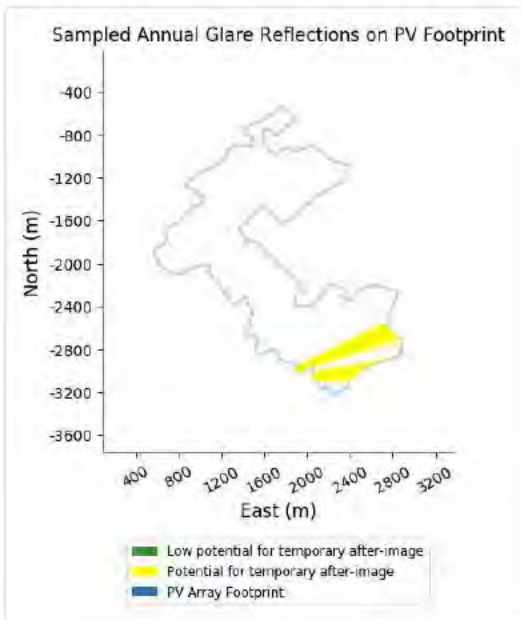 Sampled Annual Glare Reflections on PV Footprint
-400
-800
-1200
-1600
-2000
-2400
-2800
-3200
-3600
North (m)
400
800
1200
1600
2000
2400
2800
3200
East (m)
Low potential for temporary after-image
Potential for temporary after-image
PV Array Footprint